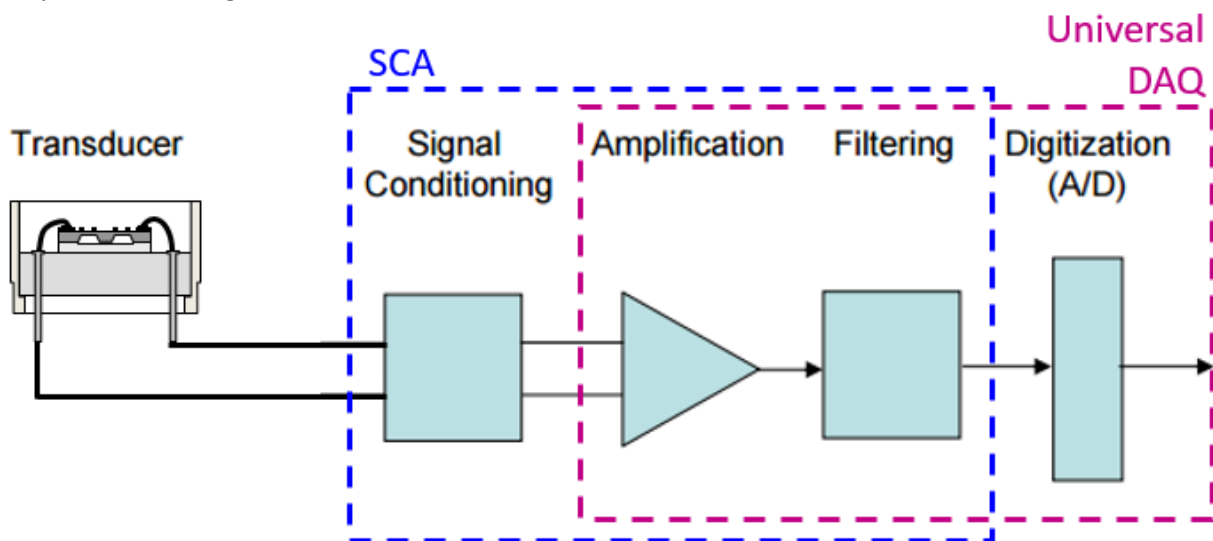 Universal
DAQ
SCA
Transducer
Signal
Conditioning
Amplification
Filtering
Digitization
(A/D)